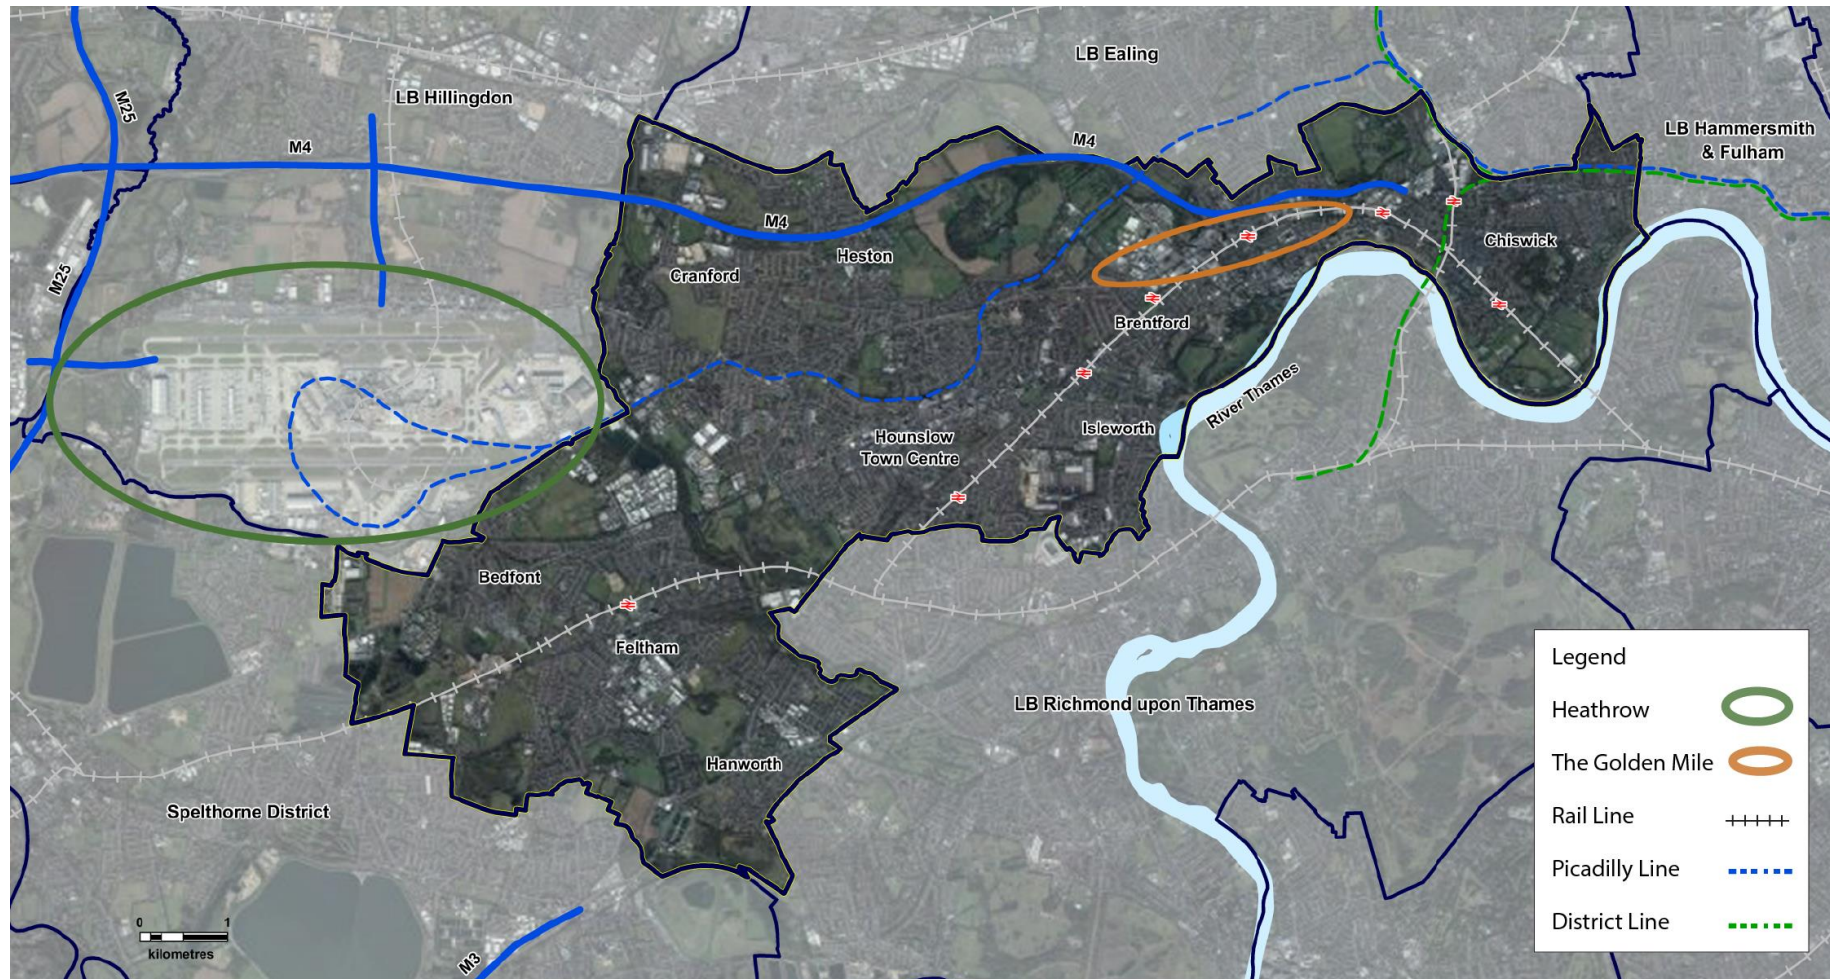 LB Ealing
LB Hillingdon
M25
M4
M4
LB Hammersmith
& Fulham
M4
M25
Cranford
Heston
Chiswick
Brentford
River Thames
Isleworth
Hounslow
Town Centre
Bedfont
Feltham
LB Richmond upon Thames
Hanworth
Spelthorne District
M3
0 1
kilometres
Legend
Heathrow
The Golden Mile
Rail Line
Picadilly Line
District Line